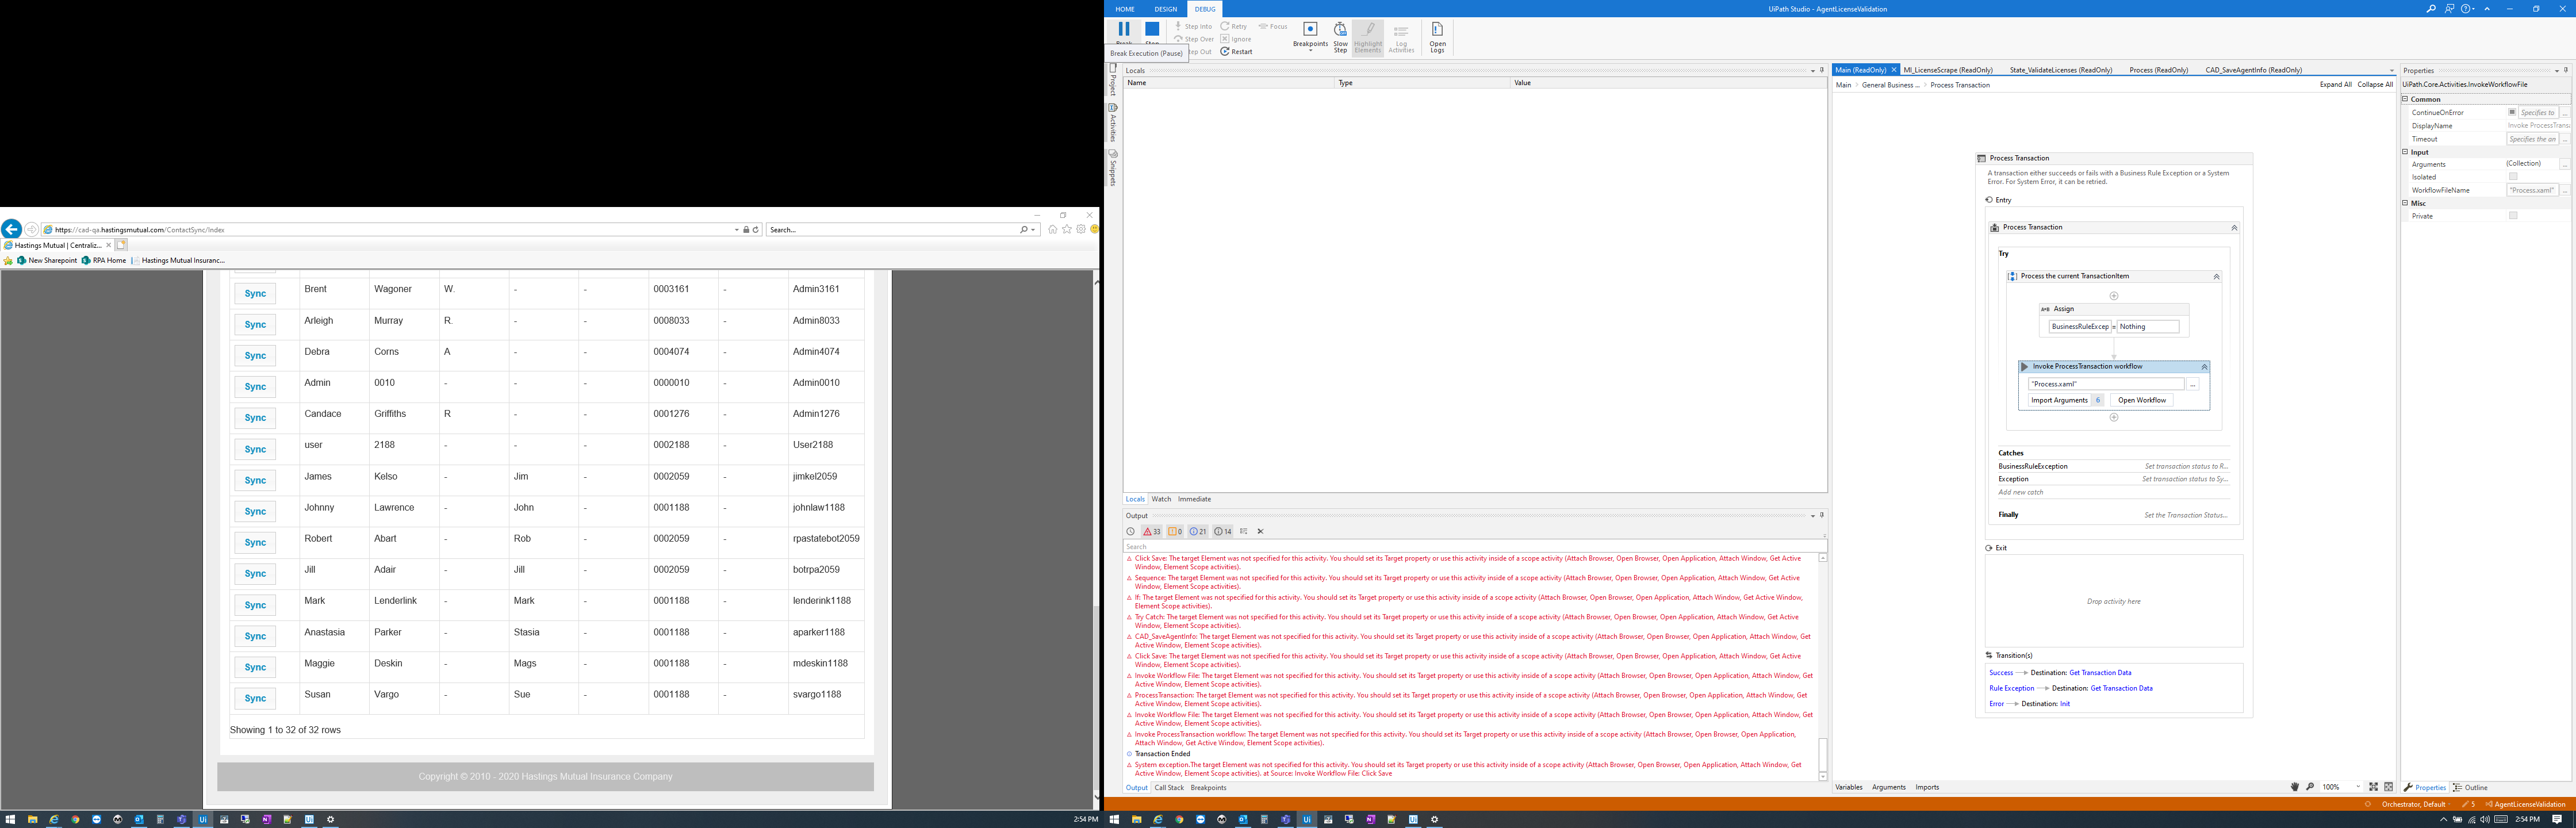 https://cad-qa.hastingsmutual.com/ContactSync/Index
Search...
Hastings Mutual | Centraliz...
New Sharepoint
RPA Home
Hastings Mutual Insuranc...
Sync Brent Wagoner W. - - 0003161 - Admin3161
Sync Arleigh Murray R. - - 0008033 - Admin8033
Sync Debra Corns A - - 0004074 - Admin4074
Sync Admin 0010 - - - 0000010 - Admin0010
Sync Candace Griffiths R - - 0001276 - Admin1276
Sync user 2188 - - - 0002188 - User2188
Sync James Kelso - Jim - 0002059 - jimkel2059
Sync Johnny Lawrence - John - 0001188 - johnlaw1188
Sync Robert Abart - Rob - 0002059 - rpastatebot2059
Sync Jill Adair - Jill - 0002059 - botrpa2059
Sync Mark Lenderlink - Mark - 0001188 - lenderink1188
Sync Anastasia Parker - Stasia - 0001188 - aparker1188
Sync Maggie Deskin - Mags - 0001188 - mdeskin1188
Sync Susan Vargo - Sue - 0001188 - svargo1188
Showing 1 to 32 of 32 rows
Copyright © 2010 - 2020 Hastings Mutual Insurance Company
2:54 PM
HOME DESIGN DEBUG
UiPath Studio - AgentLicenseValidation
Step Into Retry Focus
Step Over Ignore
Restart
Breakpoints
Slow Step
Highlight Elements
Log Activities
Open Logs
Break Execution (Pause)
Project
Activities
Snippets
Locals
Name Type Value
Locals Watch Immediate
Output
33 0 21 14
Search
Click Save: The target Element was not specified for this activity. You should set its Target property or use this activity inside of a scope activity (Attach Browser, Open Browser, Open Application, Attach Window, Get Active
Window, Element Scope activities).
Sequence: The target Element was not specified for this activity. You should set its Target property or use this activity inside of a scope activity (Attach Browser, Open Browser, Open Application, Attach Window, Get Active
Window, Element Scope activities).
If: The target Element was not specified for this activity. You should set its Target property or use this activity inside of a scope activity (Attach Browser, Open Browser, Open Application, Attach Window, Get Active Window,
Element Scope activities).
Try Catch: The target Element was not specified for this activity. You should set its Target property or use this activity inside of a scope activity (Attach Browser, Open Browser, Open Application, Attach Window, Get Active
Window, Element Scope activities).
CAD_SaveAgentInfo: The target Element was not specified for this activity. You should set its Target property or use this activity inside of a scope activity (Attach Browser, Open Browser, Open Application, Attach Window, Get
Active Window, Element Scope activities).
Click Save: The target Element was not specified for this activity. You should set its Target property or use this activity inside of a scope activity (Attach Browser, Open Browser, Open Application, Attach Window, Get Active
Window, Element Scope activities).
Invoke Workflow File: The target Element was not specified for this activity. You should set its Target property or use this activity inside of a scope activity (Attach Browser, Open Browser, Open Application, Attach Window, Get
Active Window, Element Scope activities).
ProcessTransaction: The target Element was not specified for this activity. You should set its Target property or use this activity inside of a scope activity (Attach Browser, Open Browser, Open Application, Attach Window, Get
Active Window, Element Scope activities).
Invoke Workflow File: The target Element was not specified for this activity. You should set its Target property or use this activity inside of a scope activity (Attach Browser, Open Browser, Open Application, Attach Window, Get
Active Window, Element Scope activities).
Invoke ProcessTransaction workflow: The target Element was not specified for this activity. You should set its Target property or use this activity inside of a scope activity (Attach Browser, Open Browser, Open Application,
Attach Window, Get Active Window, Element Scope activities).
Transaction Ended
System exception.The target Element was not specified for this activity. You should set its Target property or use this activity inside of a scope activity (Attach Browser, Open Browser, Open Application, Attach Window, Get
Active Window, Element Scope activities). at Source: Invoke Workflow File: Click Save
Output Call Stack Breakpoints
Main (ReadOnly) MI_LicenseScrape (ReadOnly) State_ValidateLicenses (ReadOnly) Process (ReadOnly) CAD_SaveAgentInfo (ReadOnly)
Main > General Business ... > Process Transaction
Expand All Collapse All
Process Transaction
A transaction either succeeds or fails with a Business Rule Exception or a System
Error. For System Error, it can be retried.
Entry
Process Transaction
Try
Process the current TransactionItem
A+B Assign
BusinessRuleExcep = Nothing
Invoke ProcessTransaction workflow
"Process.xaml" ...
Import Arguments 6 Open Workflow
Catches
BusinessRuleException Set transaction status to R...
Exception Set transaction status to Sy...
Add new catch
Finally Set the Transaction Status...
Exit
Drop activity here
Transition(s)
Success Destination: Get Transaction Data
Rule Exception Destination: Get Transaction Data
Error Destination: Init
Variables Arguments Imports
100%
Properties
UiPath.Core.Activities.InvokeWorkflowFile
Common
ContinueOnError Specifies to ...
DisplayName Invoke ProcessTransa
Timeout Specifies the am ...
Input
Arguments (Collection) ...
Isolated
WorkflowFileName "Process.xaml" ...
Misc
Private
Properties Outline
Orchestrator, Default 5 AgentLicenseValidation
2:54 PM